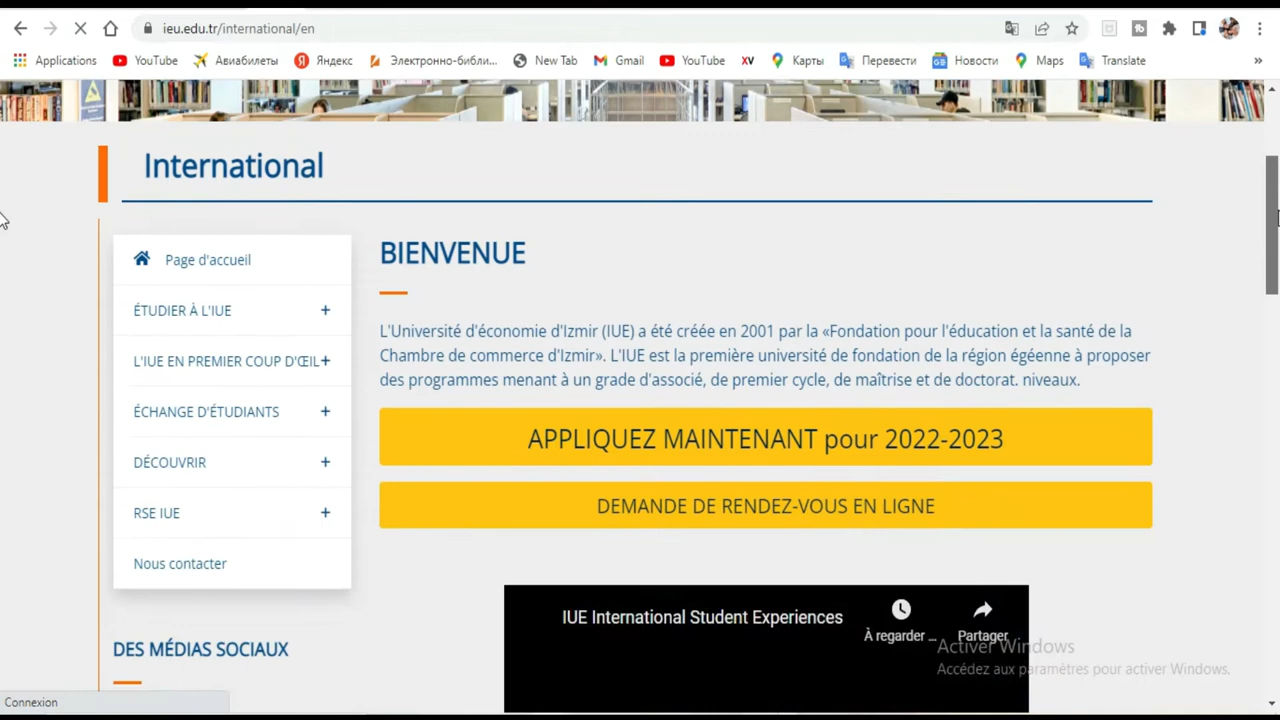 ieu.edu.tr/international/en
Applications YouTube Авиабилеты Яндекс Электронно-библи... New Tab Gmail YouTube XV Карты Перевести Новости Maps Translate »
International
Page d'accueil
ÉTUDIER À L'IUE +
L'IUE EN PREMIER COUP D'ŒIL+
ÉCHANGE D'ÉTUDIANTS +
DÉCOUVRIR +
RSE IUE +
Nous contacter
DES MÉDIAS SOCIAUX
BIENVENUE
L'Université d'économie d'Izmir (IUE) a été créée en 2001 par la «Fondation pour l'éducation et la santé de la
Chambre de commerce d'Izmir». L'IUE est la première université de fondation de la région égéenne à proposer
des programmes menant à un grade d'associé, de premier cycle, de maîtrise et de doctorat. niveaux.
APPLIQUEZ MAINTENANT pour 2022-2023
DEMANDE DE RENDEZ-VOUS EN LIGNE
IUE International Student Experiences
À regarder ... Partager
Activer Windows
Accédez aux paramètres pour activer Windows.
Connexion